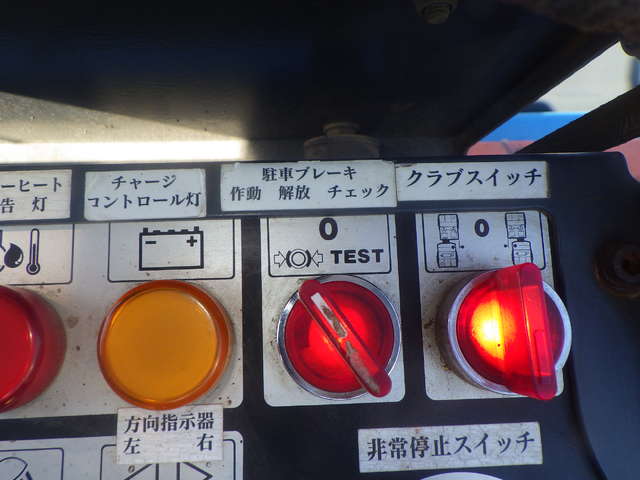 ーヒート
告 灯
チャージ
コントロール灯
駐車ブレーキ
作動 解放 チェック
クラブスイッチ
0
TEST
0
方向指示器
左 右
非常停止スイッチ